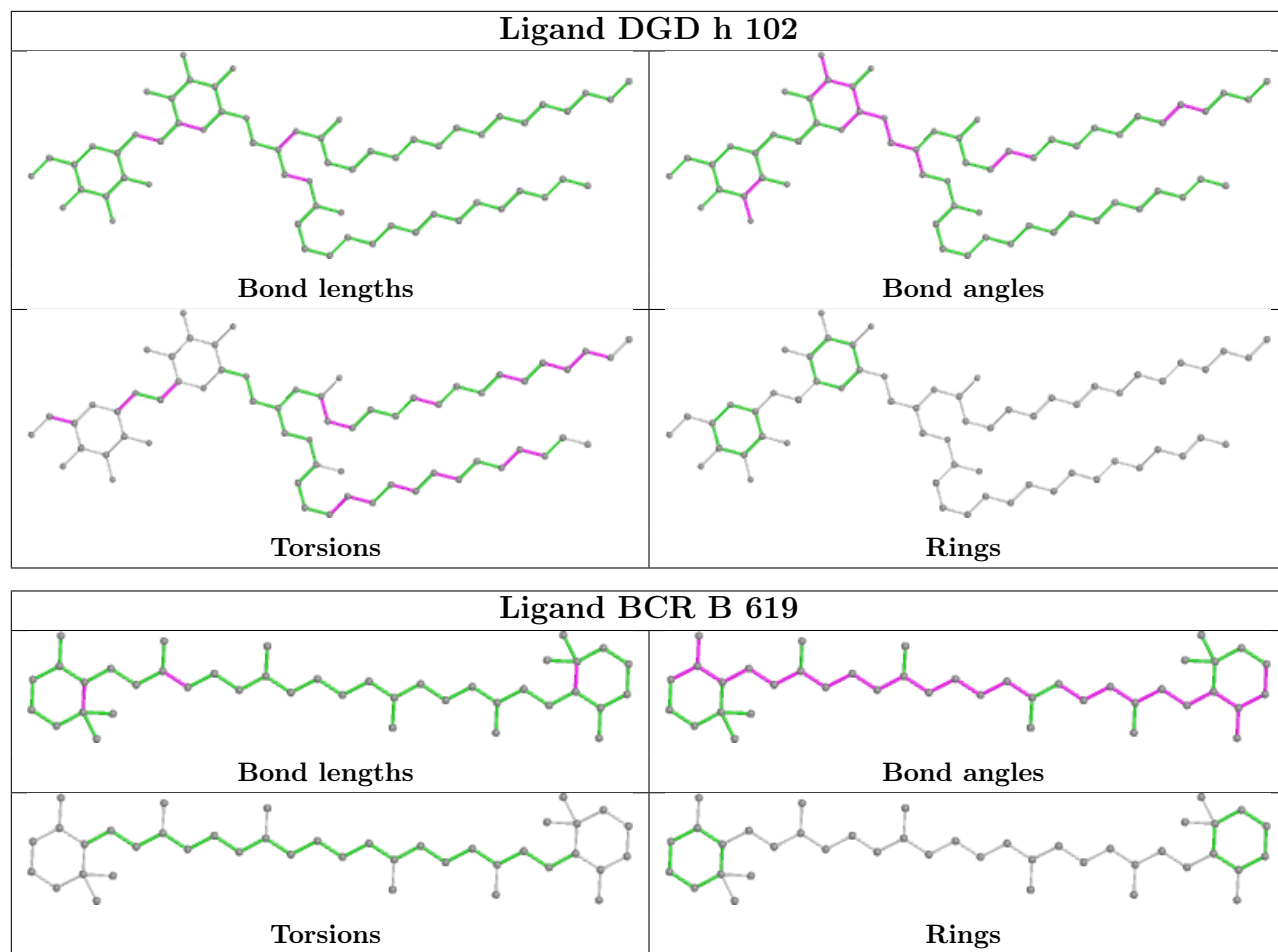 Ligand DGD h 102
Bond lengths
Bond angles
Torsions
Rings
Ligand BCR B 619
Bond lengths
Bond angles
Torsions
Rings